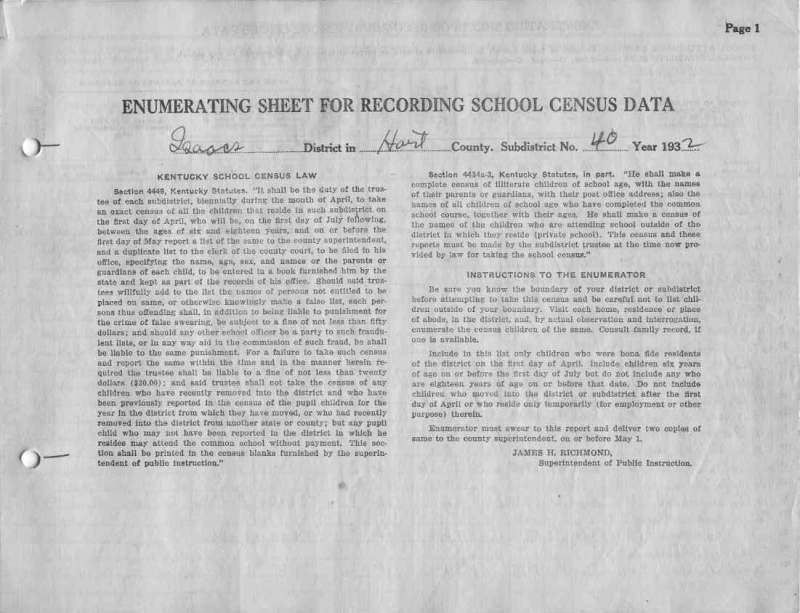 Page 1
ENUMERATING SHEET FOR RECORDING SCHOOL CENSUS DATA
Isaacs District in Hart County. Subdistrict No. 40 Year 1932
KENTUCKY SCHOOL CENSUS LAW
Section 4449, Kentucky Statutes. "It shall be the duty of the trus-
tee of each subdistrict, biennially during the month of April, to take
an exact census of all the children that reside in such subdistrict on
the first day of April, who will be, on the first day of July following,
between the ages of six and eighteen years, and on or before the
first day of May report a list of the same to the county superintendent,
and a duplicate list to the clerk of the county court, to be filed in his
office, specifying the name, age, sex, and names or the parents or
guardians of each child, to be entered in a book furnished him by the
state and kept as part of the records of his office. Should said trus-
tees willfully add to the list the names of persons not entitled to be
placed on same, or otherwise knowingly make a false list, such per-
sons thus offending shall, in addition to being liable to punishment for
the crime of false swearing, be subject to a fine of not less than fifty
dollars; and should any other school officer be a party to such fraudu-
lent lists, or in any way aid in the commission of such fraud, he shall
be liable to the same punishment. For a failure to take such census
and report the same within the time and in the manner herein re-
quired the trustee shall be liable to a fine of not less than twenty
dollars ($20.00); and said trustee shall not take the census of any
children who have recently removed into the district and who have
been previously reported in the census of the pupil children for the
year in the district from which they have moved, or who had recently
removed into the district from another state or county; but any pupil
child who may not have been reported in the district in which he
resides may attend the common school without payment. This sec-
tion shall be printed in the census blanks furnished by the superin-
tendent of public instruction."
Section 4434a-3, Kentucky Statutes, in part. "He shall make a
complete census of illiterate children of school age, with the names
of their parents or guardians, with their post office address; also the
names of all children of school age who have completed the common
school course, together with their ages. He shall make a census of
the names of the children who are attending school outside of the
district in which they reside (private school). This census and these
reports must be made by the subdistrict trustee at the time now pro-
vided by law for taking the school census."
INSTRUCTIONS TO THE ENUMERATOR
Be sure you know the boundary of your district or subdistrict
before attempting to take this census and be careful not to list chil-
dren outside of your boundary. Visit each home, residence or place
of abode, in the district, and, by actual observation and interrogation,
enumerate the census children of the same. Consult family record, if
one is available.
Include in this list only children who were bona fide residents
of the district on the first day of April. Include children six years
of age on or before the first day of July but do not include any who
are eighteen years of age on or before that date. Do not include
children who moved into the district or subdistrict after the first
day of April or who reside only temporarily (for employment or other
purpose) therein.
Enumerator must swear to this report and deliver two copies of
same to the county superintendent, on or before May 1.
JAMES H. RICHMOND,
Superintendent of Public Instruction.